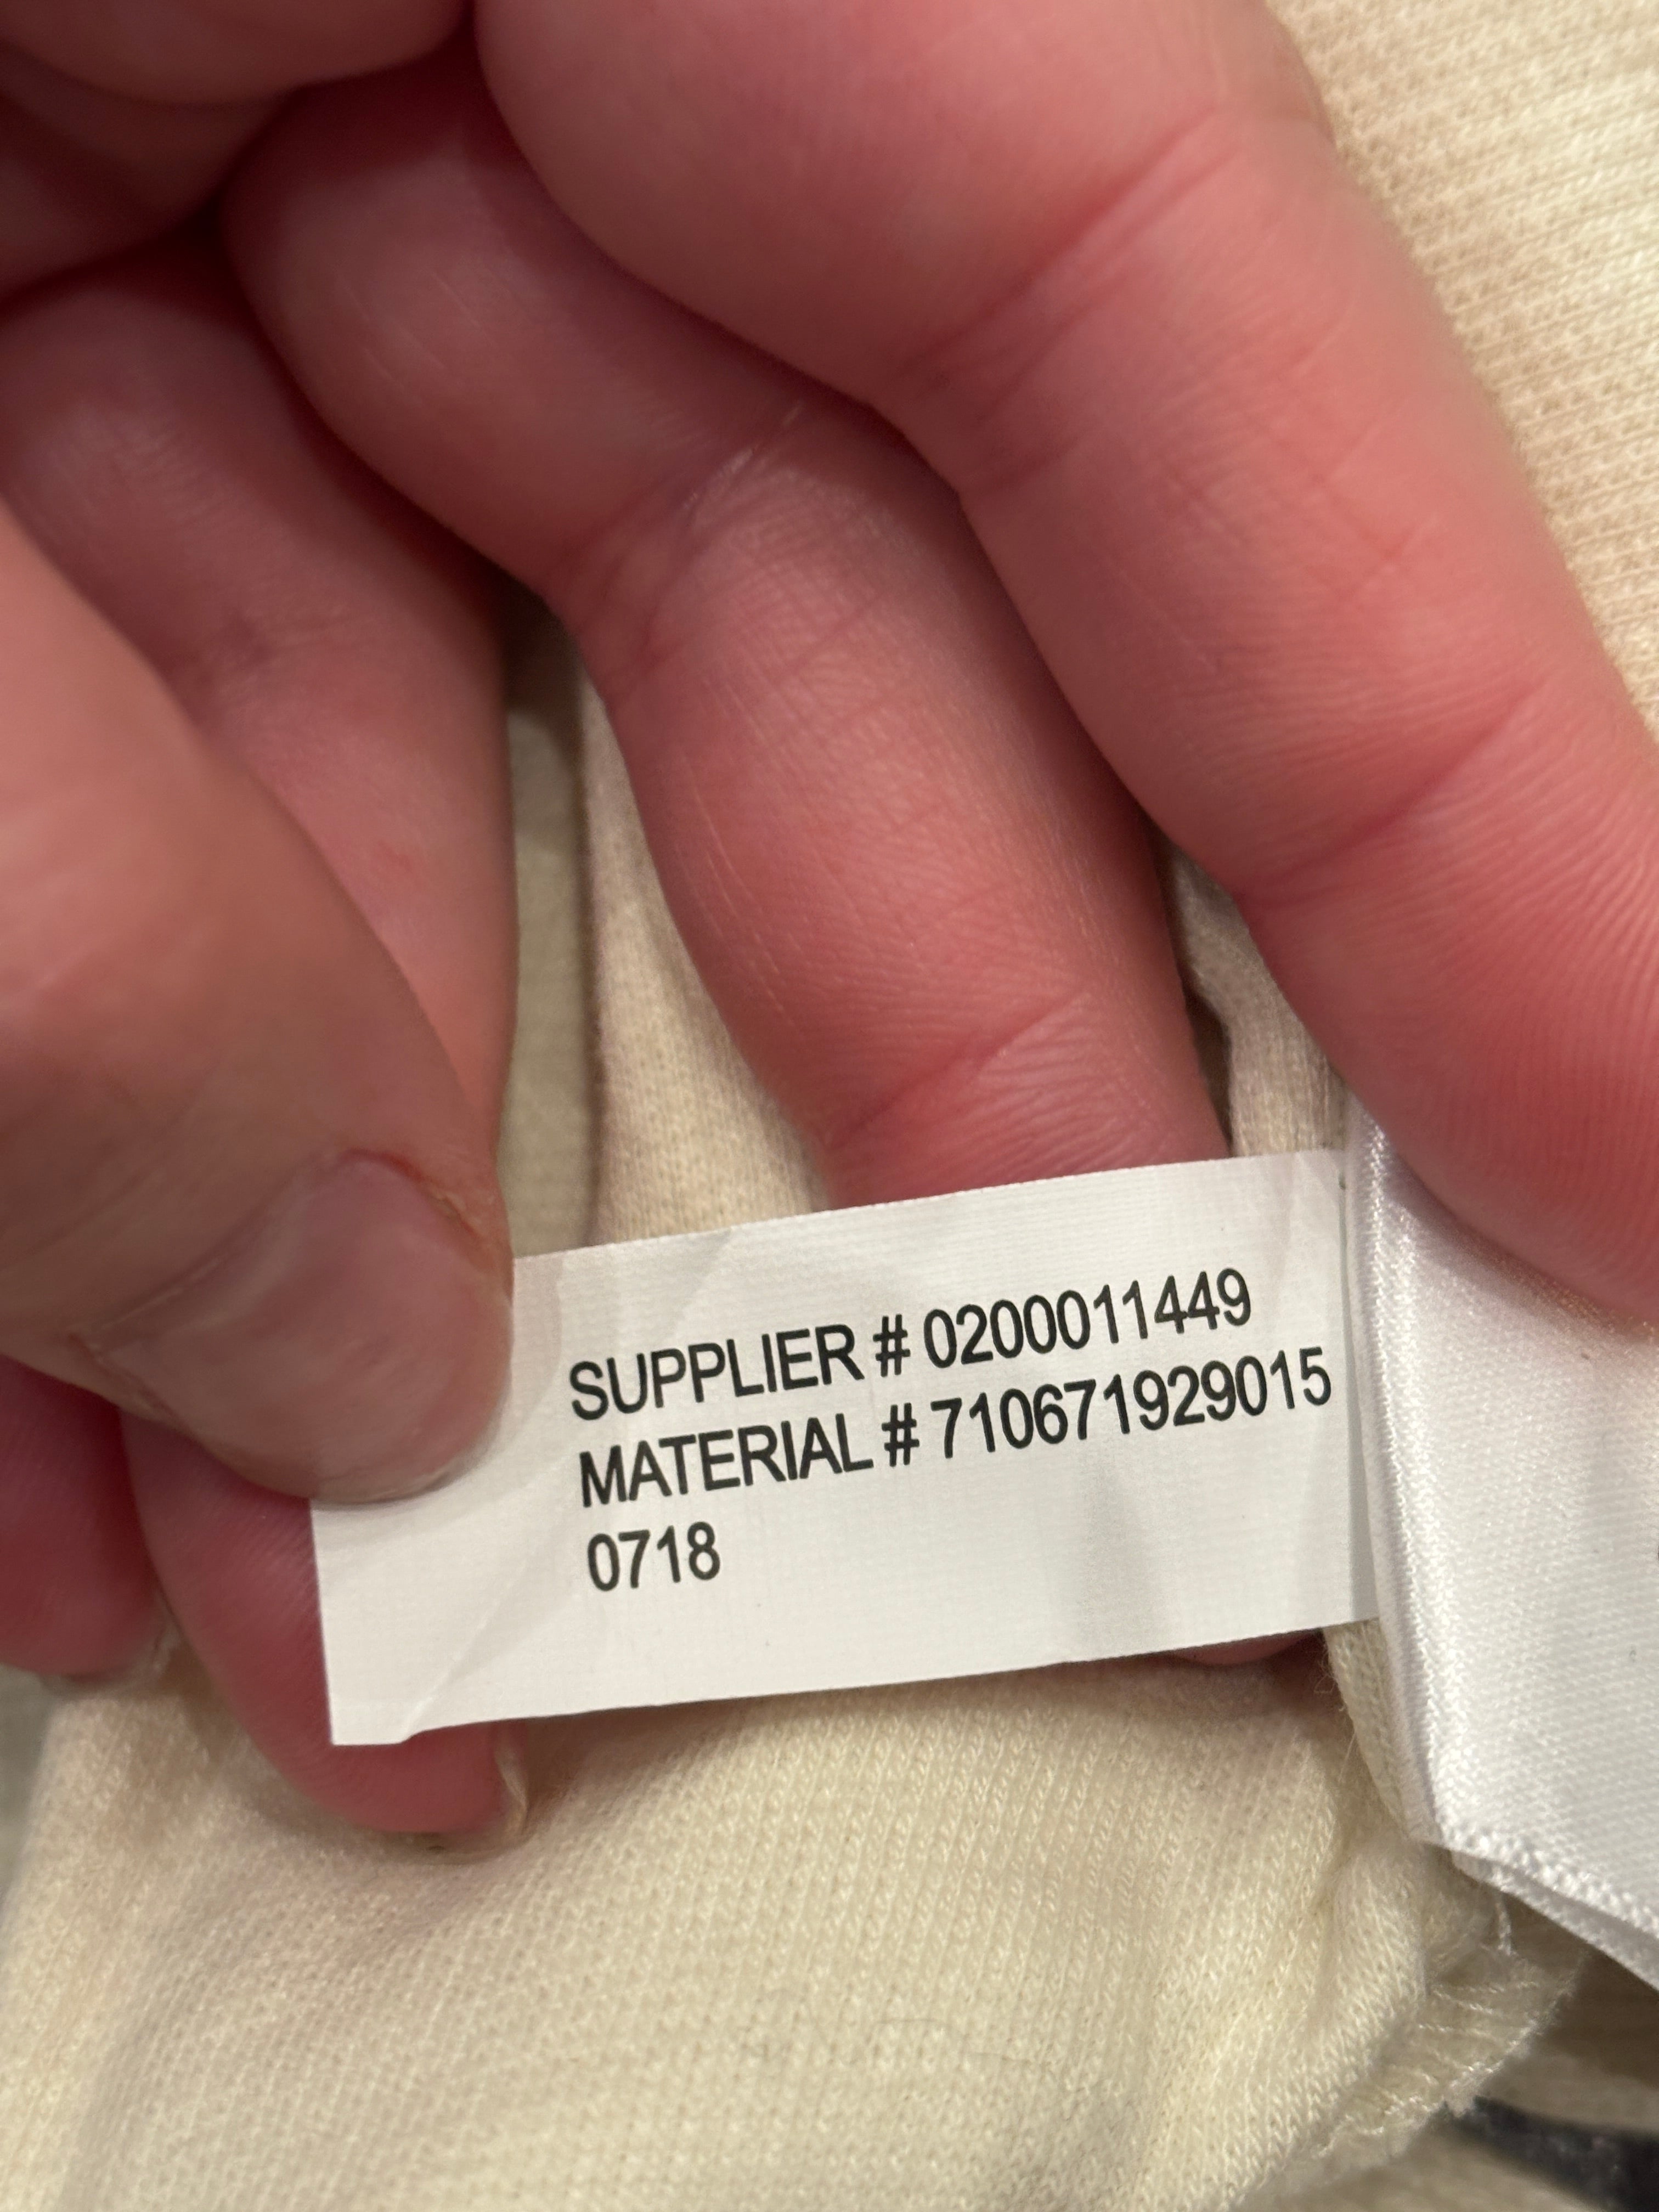 SUPPLIER # 0200011449
MATERIAL # 710671929015
0718